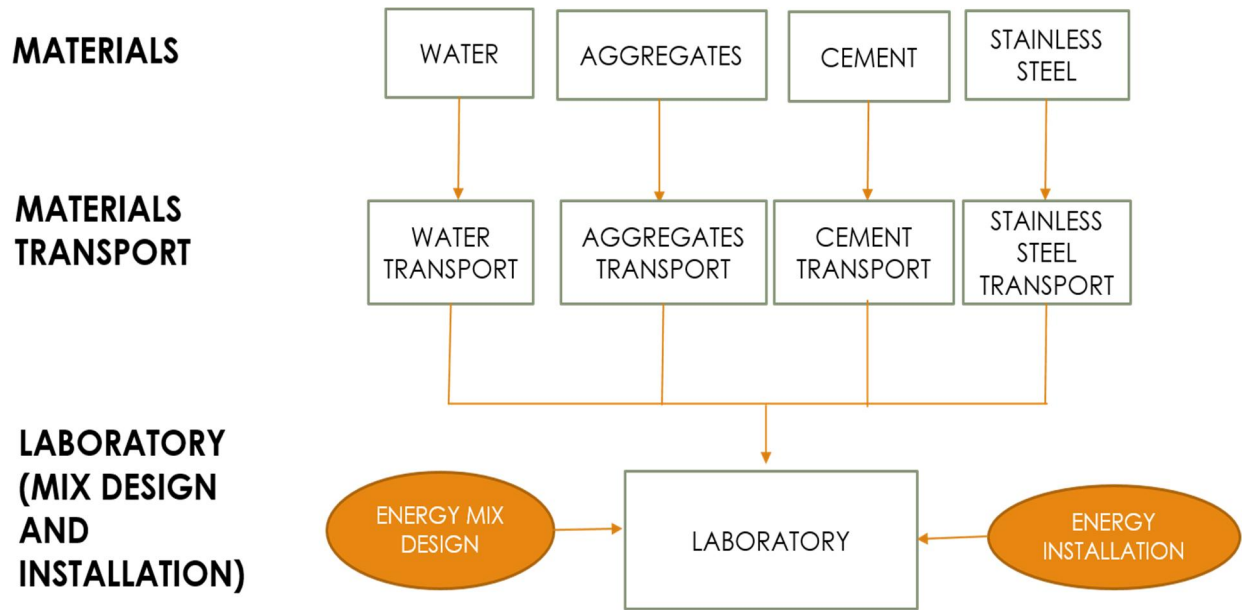 MATERIALS
WATER
AGGREGATES
CEMENT
STAINLESS
STEEL
MATERIALS
TRANSPORT
WATER
TRANSPORT
AGGREGATES
TRANSPORT
CEMENT
TRANSPORT
STAINLESS
STEEL
TRANSPORT
LABORATORY
(MIX DESIGN
AND
INSTALLATION)
ENERGY MIX
DESIGN
LABORATORY
ENERGY
INSTALLATION